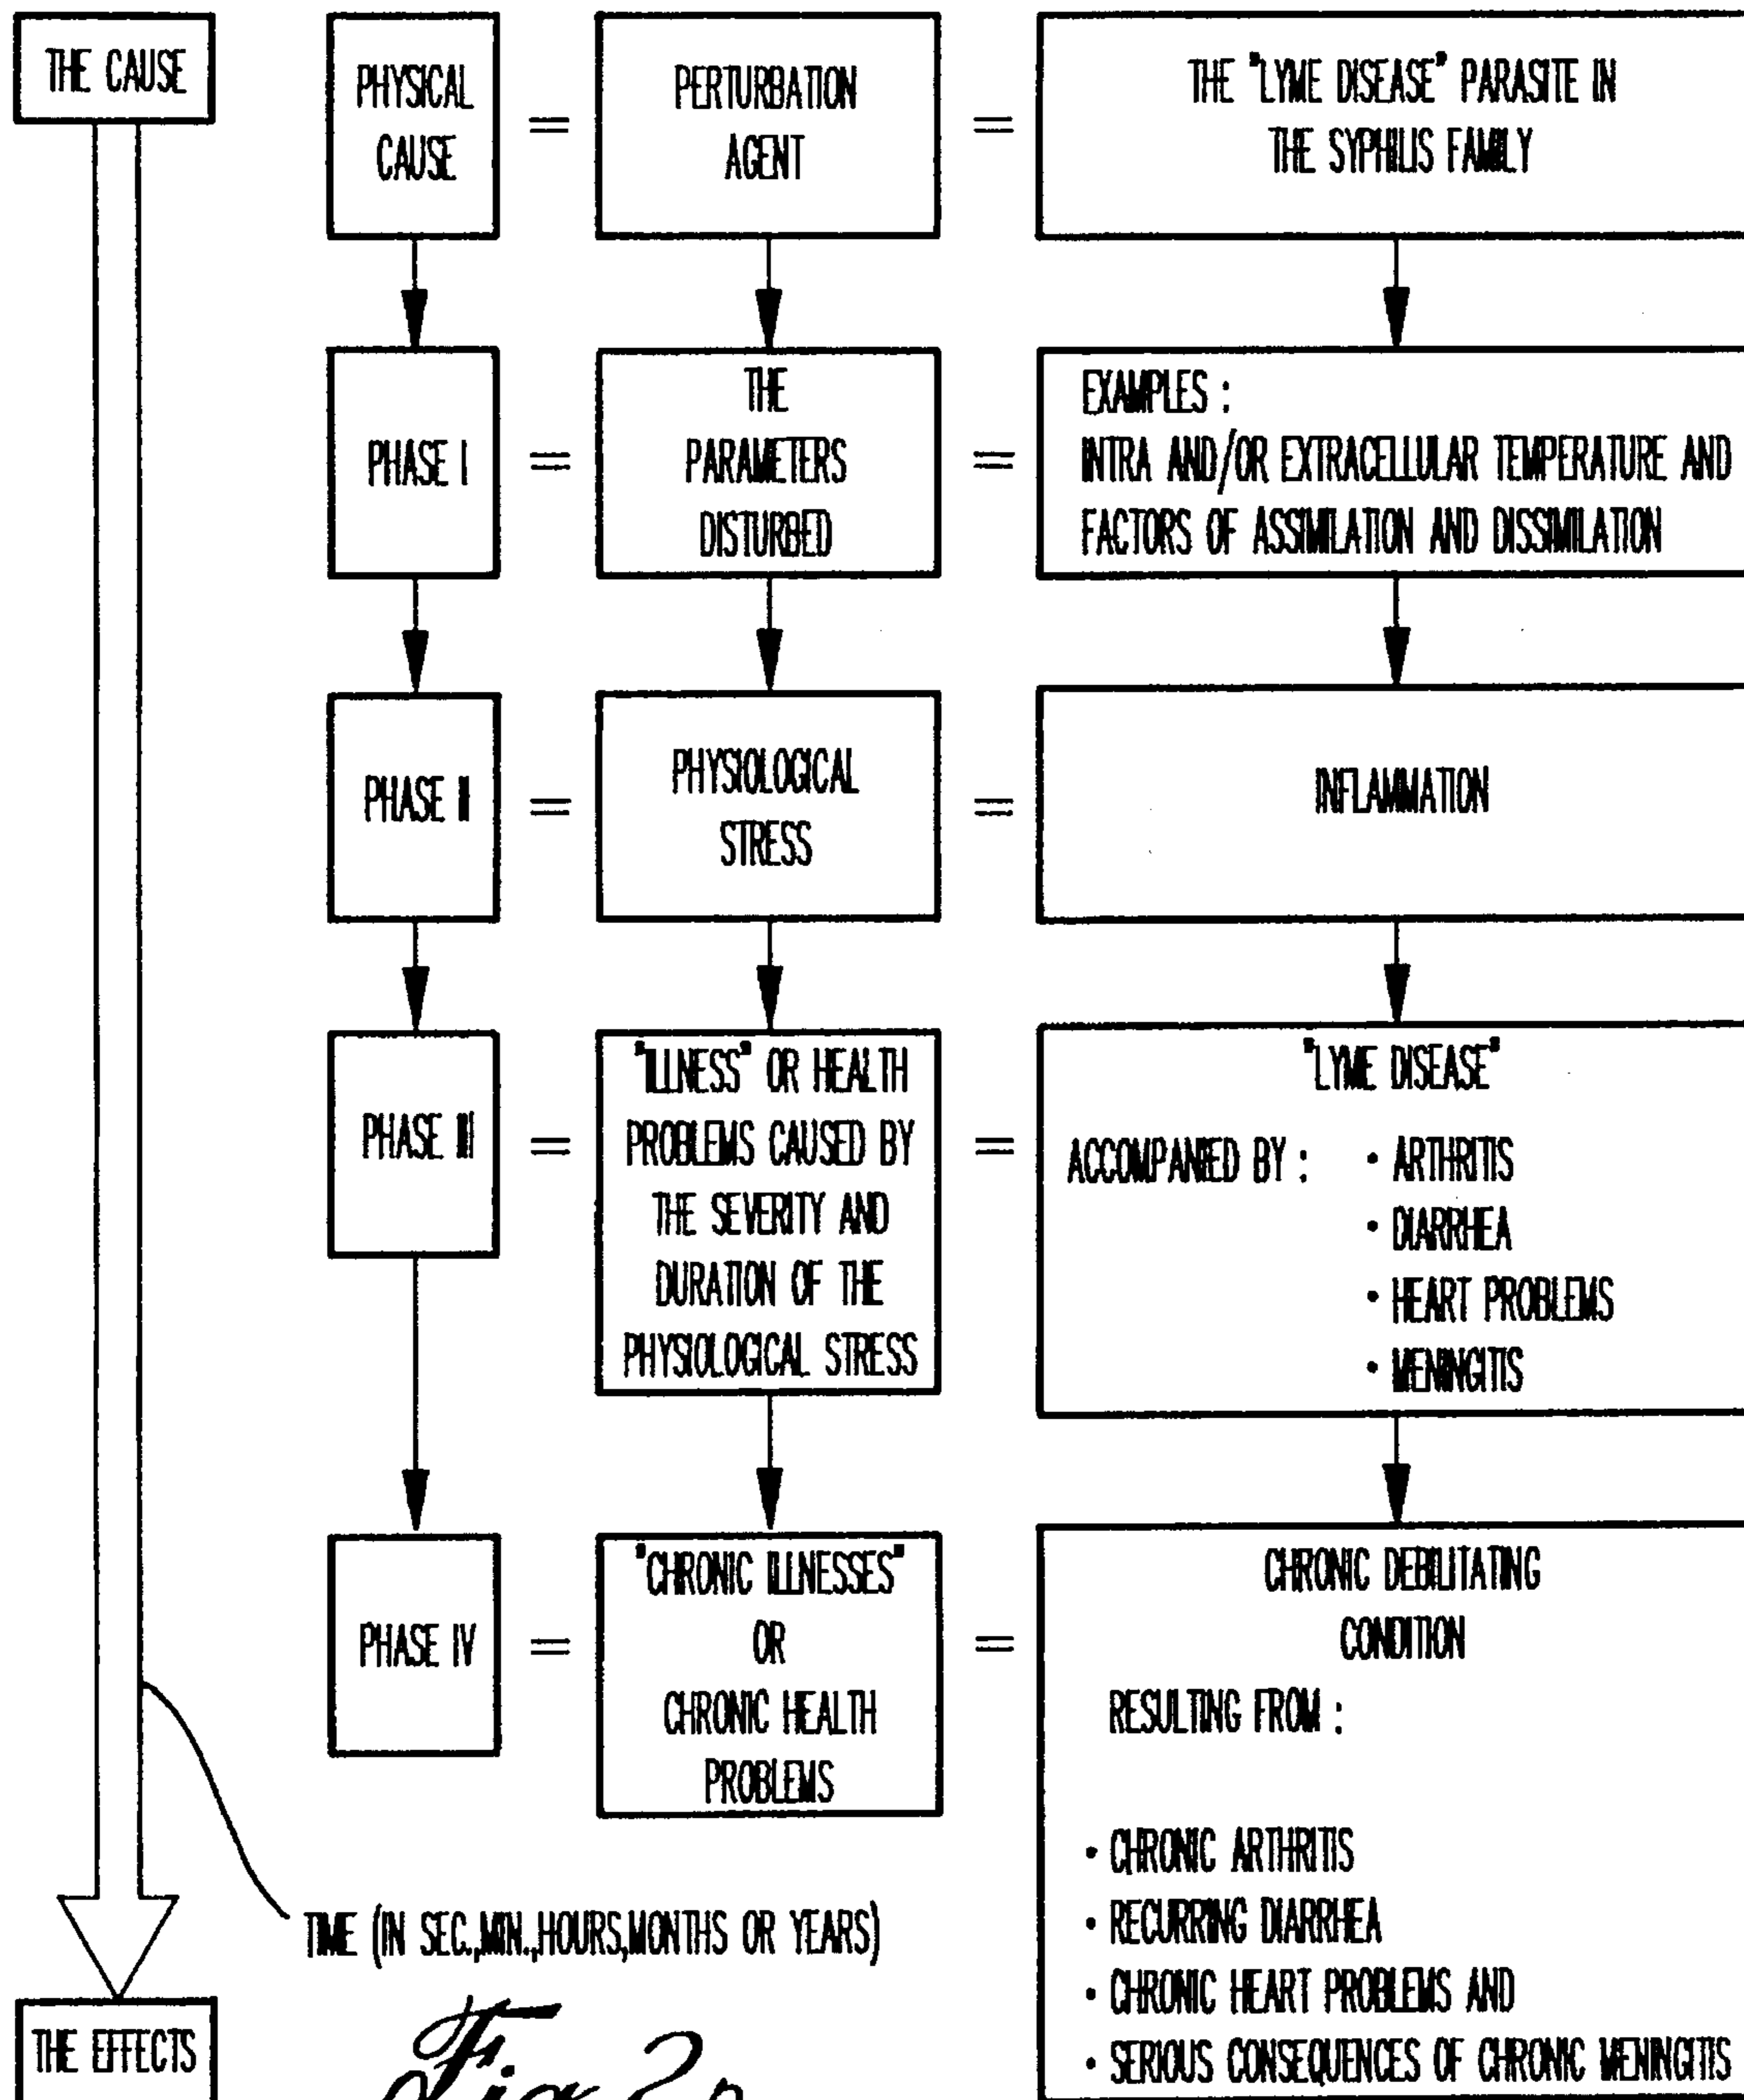 THE CAUSE
PHYSICAL
CAUSE
=
PERTURBATION
AGENT
=
THE "LYME DISEASE" PARASITE IN
THE SYPHILIS FAMILY
PHASE I
=
THE
PARAMETERS
DISTURBED
=
EXAMPLES :
INTRA AND/OR EXTRACELLULAR TEMPERATURE AND
FACTORS OF ASSIMILATION AND DISSIMILATION
PHASE II
=
PHYSIOLOGICAL
STRESS
=
INFLAMMATION
PHASE III
=
"ILLNESS" OR HEALTH
PROBLEMS CAUSED BY
THE SEVERITY AND
DURATION OF THE
PHYSIOLOGICAL STRESS
=
"LYME DISEASE"
ACCOMPANIED BY : • ARTHRITIS
• DIARRHEA
• HEART PROBLEMS
• MENINGITIS
PHASE IV
=
"CHRONIC ILLNESSES"
OR
CHRONIC HEALTH
PROBLEMS
=
CHRONIC DEBILITATING
CONDITION
RESULTING FROM :
• CHRONIC ARTHRITIS
• RECURRING DIARRHEA
• CHRONIC HEART PROBLEMS AND
• SERIOUS CONSEQUENCES OF CHRONIC MENINGITIS
TIME (IN SEC.,MIN.,HOURS,MONTHS OR YEARS)
THE EFFECTS
Fig